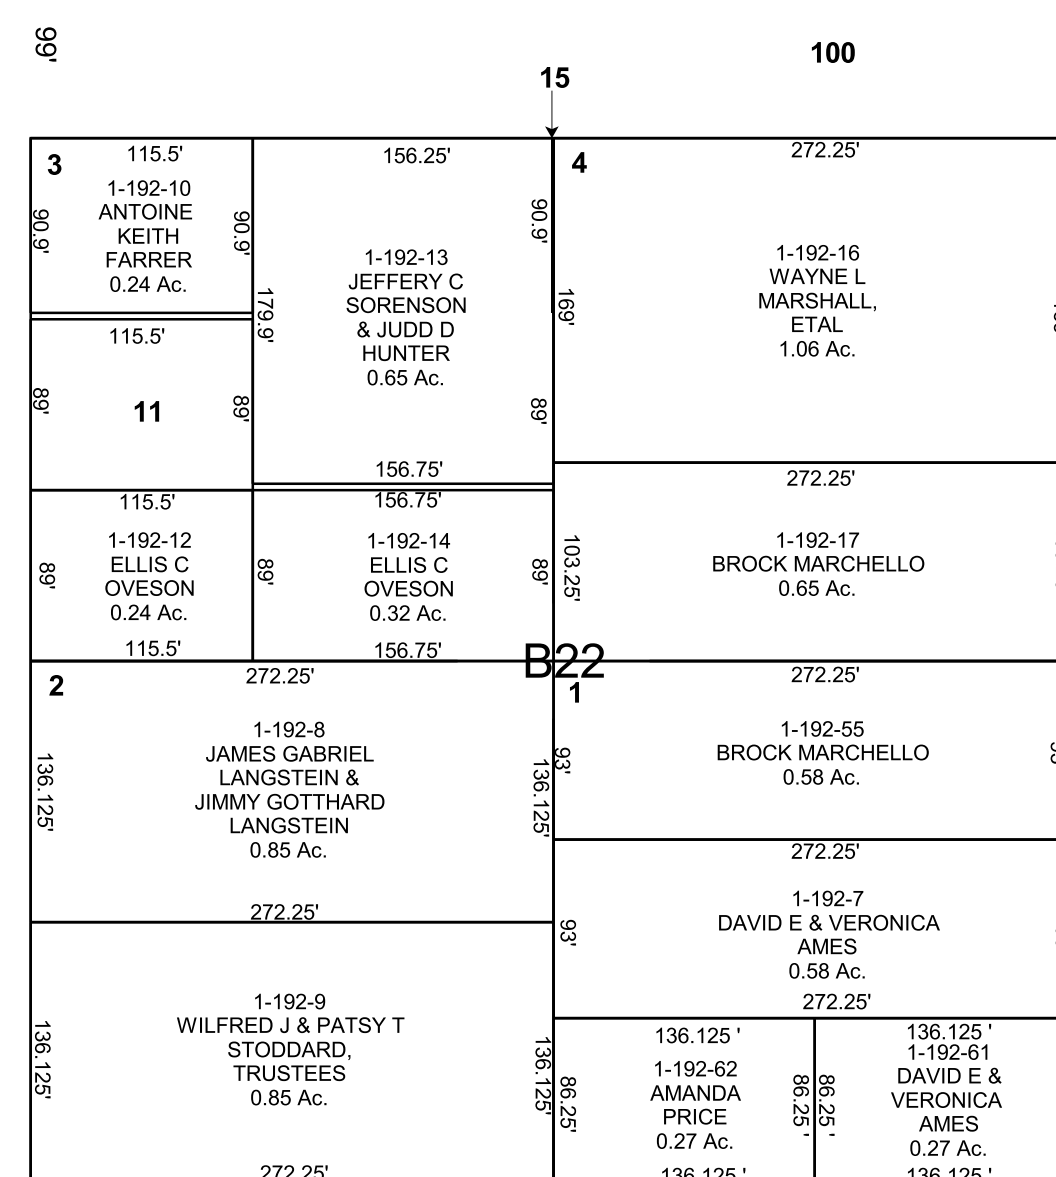 99'
100
15
3
115.5'
1-192-10
ANTOINE
KEITH
FARRER
0.24 Ac.
90.9'
90.9'
115.5'
89'
11
89'
156.25'
90.9'
1-192-13
JEFFERY C
SORENSON
& JUDD D
HUNTER
0.65 Ac.
179.9'
89'
156.75'
4
272.25'
169'
1-192-16
WAYNE L
MARSHALL,
ETAL
1.06 Ac.
115.5'
1-192-12
ELLIS C
OVESON
0.24 Ac.
89'
115.5'
156.75'
1-192-14
ELLIS C
OVESON
0.32 Ac.
89'
89'
156.75'
272.25'
103.25'
1-192-17
BROCK MARCHELLO
0.65 Ac.
B22
2
272.25'
1-192-8
JAMES GABRIEL
LANGSTEIN &
JIMMY GOTTHARD
LANGSTEIN
0.85 Ac.
136.125'
136.125'
272.25'
1
272.25'
93'
1-192-55
BROCK MARCHELLO
0.58 Ac.
272.25'
93'
1-192-7
DAVID E & VERONICA
AMES
0.58 Ac.
272.25'
1-192-9
WILFRED J & PATSY T
STODDARD,
TRUSTEES
0.85 Ac.
136.125'
136.125'
272.25'
136.125 '
1-192-62
AMANDA
PRICE
0.27 Ac.
86.25'
86.25 '
136.125 '
136.125 '
1-192-61
DAVID E &
VERONICA
AMES
0.27 Ac.
86.25 '
136.125 '